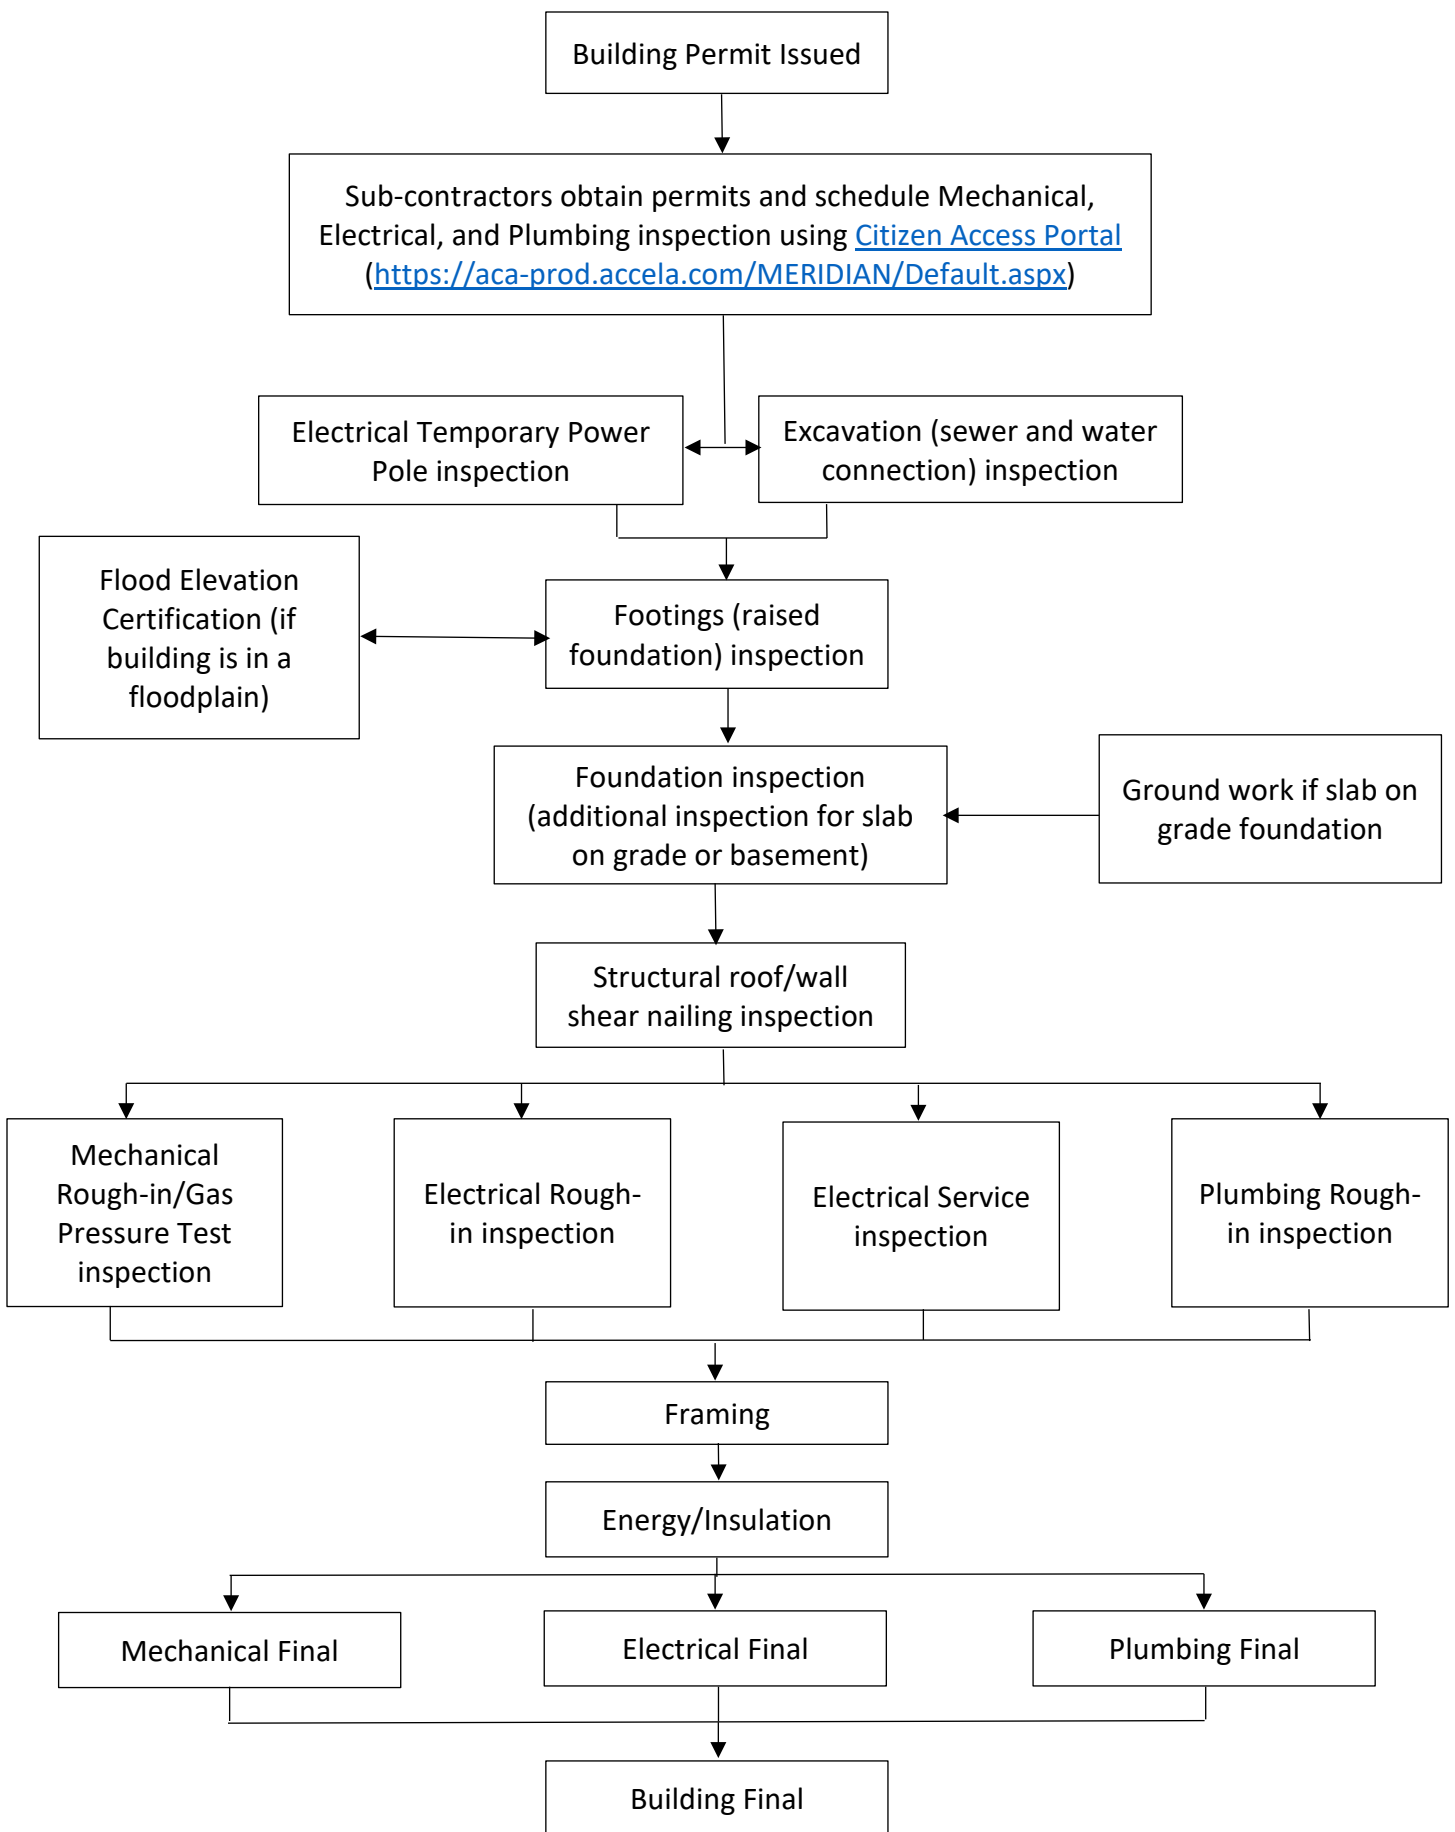 Building Permit Issued
Sub-contractors obtain permits and schedule Mechanical,
Electrical, and Plumbing inspection using Citizen Access Portal
(https://aca-prod.accela.com/MERIDIAN/Default.aspx)
Electrical Temporary Power
Pole inspection
Excavation (sewer and water
connection) inspection
Flood Elevation
Certification (if
building is in a
floodplain)
Footings (raised
foundation) inspection
Foundation inspection
(additional inspection for slab
on grade or basement)
Ground work if slab on
grade foundation
Structural roof/wall
shear nailing inspection
Mechanical
Rough-in/Gas
Pressure Test
inspection
Electrical Rough-
in inspection
Electrical Service
inspection
Plumbing Rough-
in inspection
Framing
Energy/Insulation
Mechanical Final
Electrical Final
Plumbing Final
Building Final